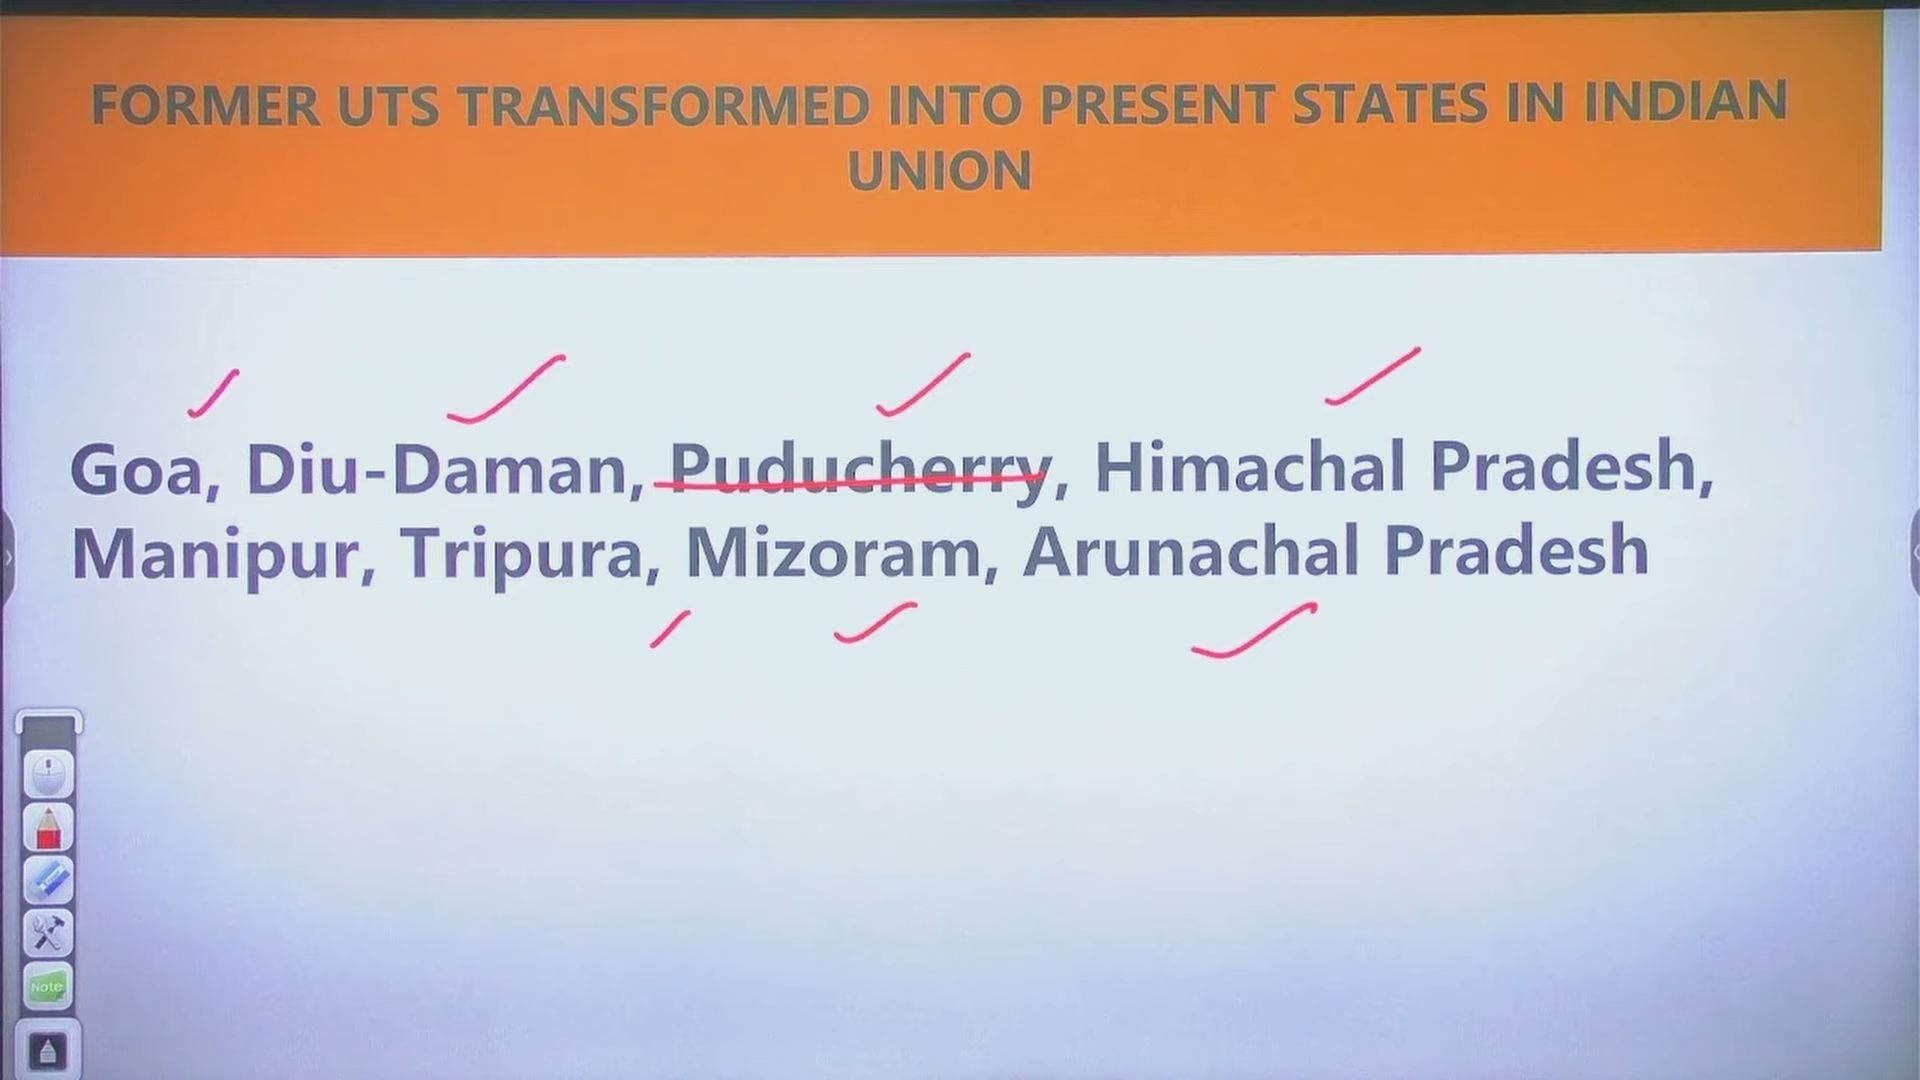 FORMER UTS TRANSFORMED INTO PRESENT STATES IN INDIAN
UNION
Goa, Diu-Daman, Puducherry, Himachal Pradesh,
Manipur, Tripura, Mizoram, Arunachal Pradesh
Note